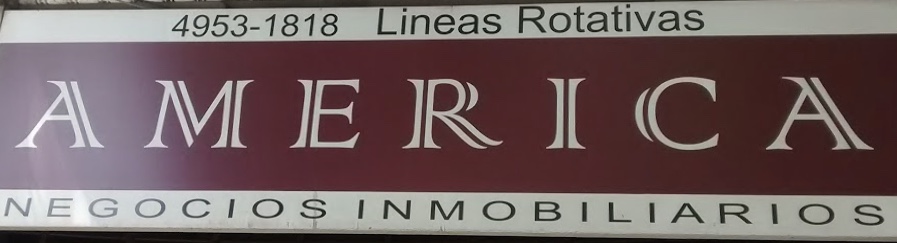 4953-1818 Lineas Rotativas
AMERICA
NEGOCIOS INMOBILIARIOS